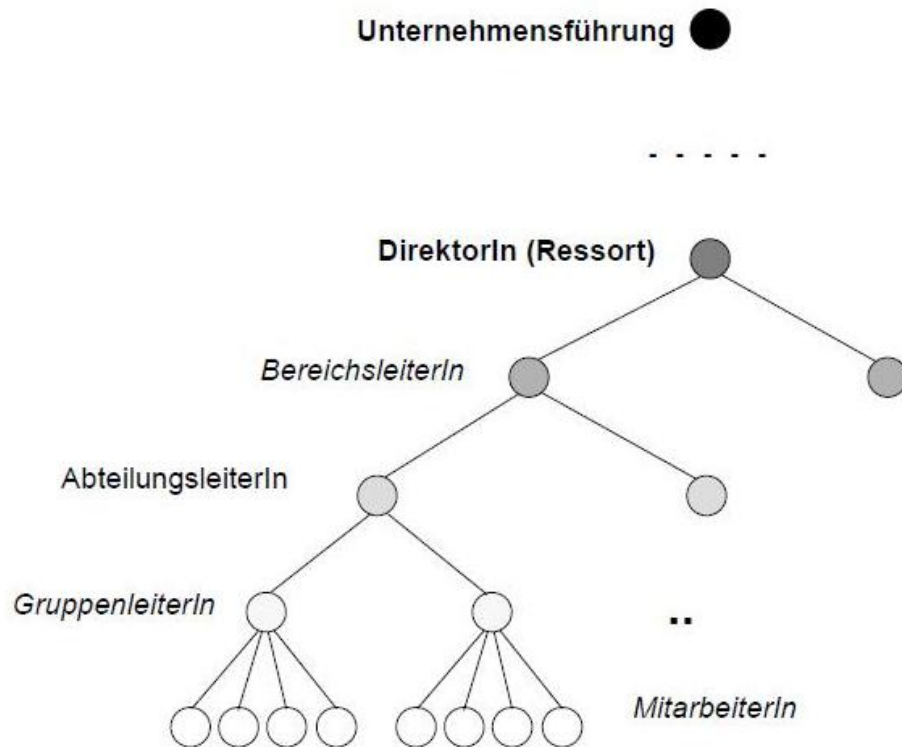 Unternehmensführung
- - - - -
DirektorIn (Ressort)
BereichsleiterIn
AbteilungsleiterIn
GruppenleiterIn
..
MitarbeiterIn